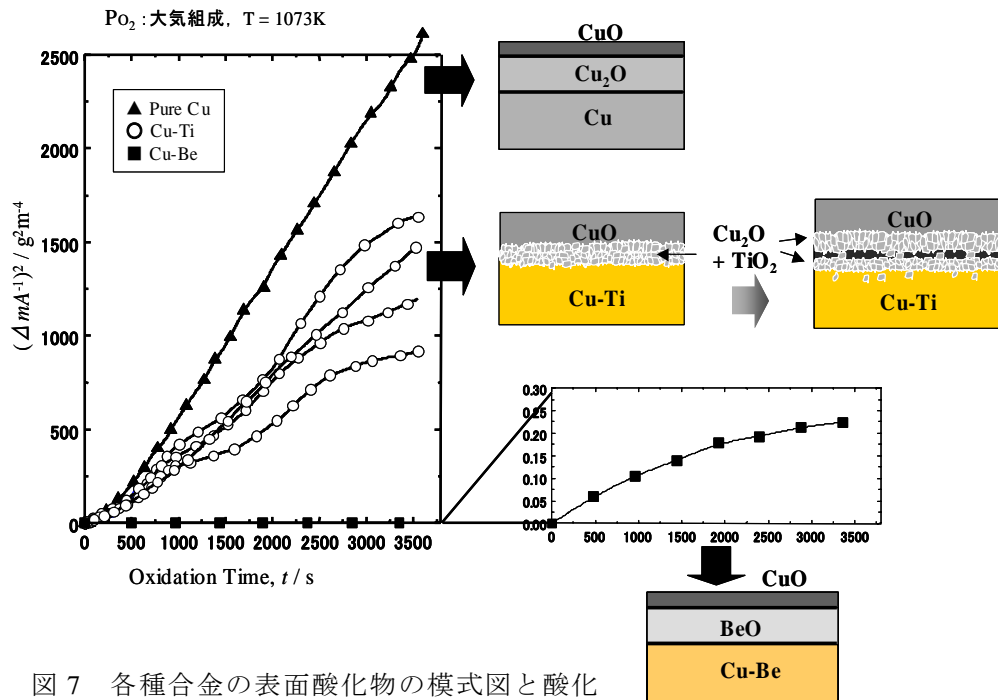 Po₂ : 大気組成, T = 1073K
2500
2000
1500
1000
500
0
(ΔmA⁻¹)² / g²m⁻⁴
Pure Cu
Cu-Ti
Cu-Be
0 500 1000 1500 2000 2500 3000 3500
Oxidation Time, t / s
CuO
Cu₂O
Cu
CuO
Cu-Ti
Cu₂O
+ TiO₂
CuO
Cu-Ti
0.30
0.25
0.20
0.15
0.10
0.05
0.00
0 500 1000 1500 2000 2500 3000 3500
CuO
BeO
Cu-Be
図 7 各種合金の表面酸化物の模式図と酸化